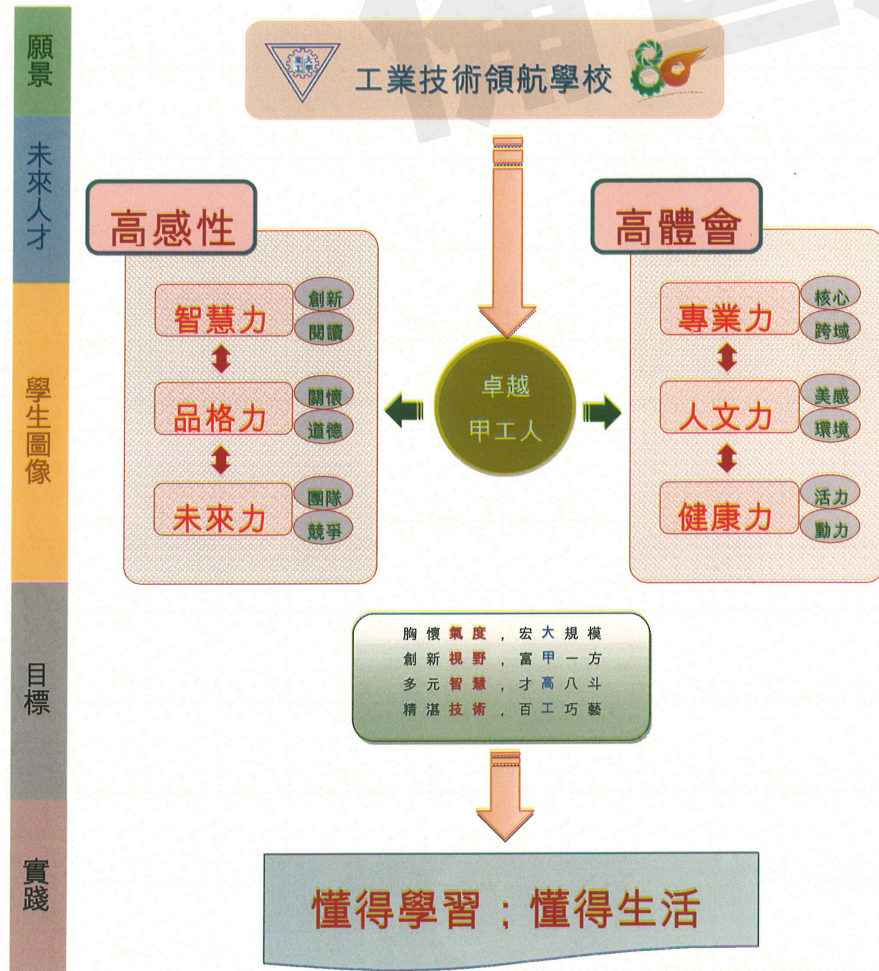 願景
工業技術領航學校
未來人才
高感性
高體會
學生圖像
智慧力
創新
閱讀
品格力
關懷
道德
未來力
團隊
競爭
卓越
甲工人
專業力
核心
跨域
人文力
美感
環境
健康力
活力
動力
目標
胸懷氣度，宏大規模
創新視野，富甲一方
多元智慧，才高八斗
精湛技術，百工巧藝
實踐
懂得學習；懂得生活